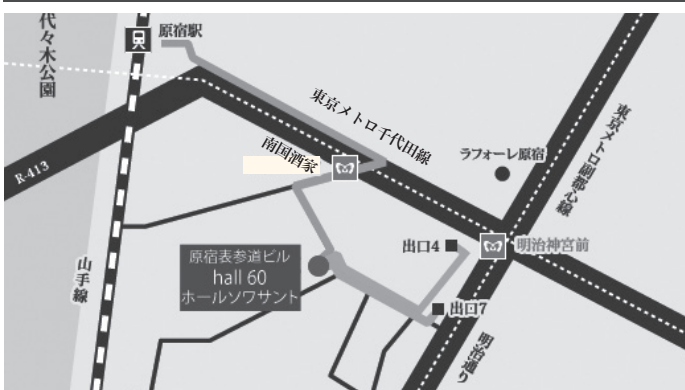 代々木公園
原宿駅
東京メトロ千代田線
南国酒家
ラフォーレ原宿
東京メトロ副都心線
R-413
出口4
明治神宮前
原宿表参道ビル
hall 60
ホールソワサント
山手線
出口7
明治通り